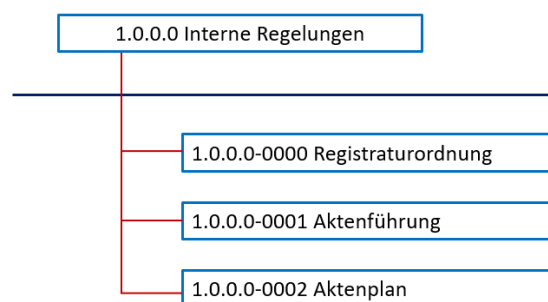 1.0.0.0 Interne Regelungen
1.0.0.0-0000 Registraturordnung
1.0.0.0-0001 Aktenführung
1.0.0.0-0002 Aktenplan